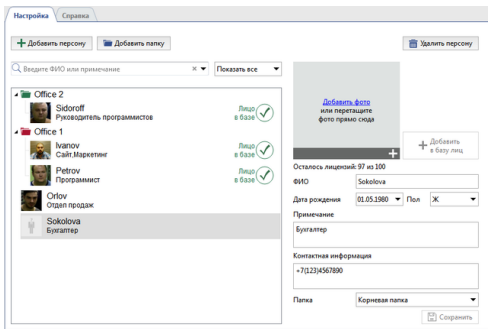 Настройка Справка
Добавить персону Добавить папку Удалить персону
Введите ФИО или примечание Показать все
Office 2
Sidoroff
Руководитель программистов
Лицо
в базе
Office 1
Ivanov
Сайт,Маркетинг
Лицо
в базе
Petrov
Программист
Лицо
в базе
Orlov
Отдел продаж
Sokolova
Бухгалтер
Добавить фото
или перетащите
фото прямо сюда
Добавить
в базу лиц
Осталось лицензий: 97 из 100
ФИО Sokolova
Дата рождения 01.05.1980 Пол Ж
Примечание
Бухгалтер
Контактная информация
+7(123)4567890
Папка Корневая папка
Сохранить